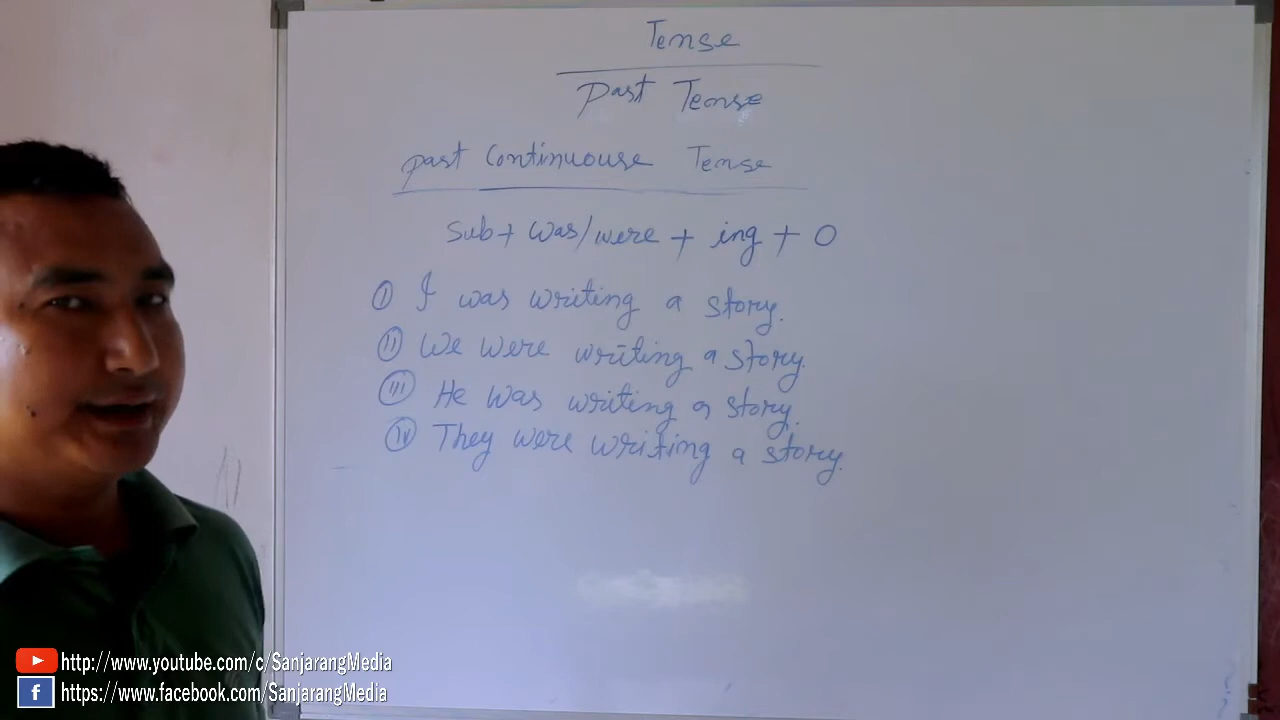 Tense
Past Tense
Past Continuouse Tense
Sub + was/were + ing + O
(I) I was writing a story.
(II) We were writing a story.
(III) He was writing a story.
(IV) They were writing a story.
http://www.youtube.com/c/SanjarangMedia
https://www.facebook.com/SanjarangMedia